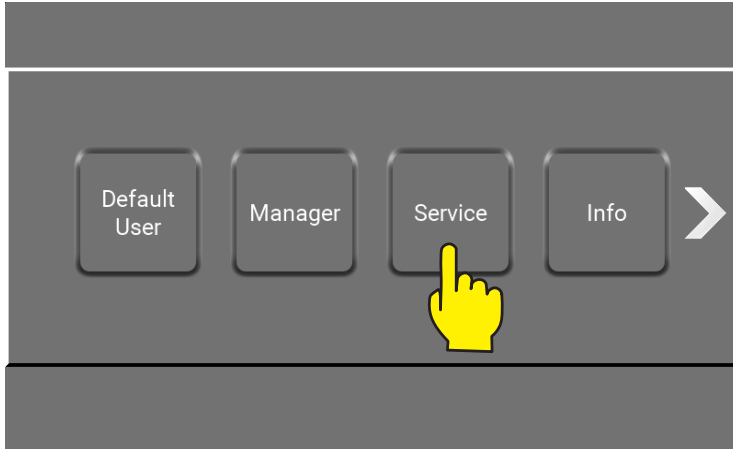 Default
User
Manager
Service
Info